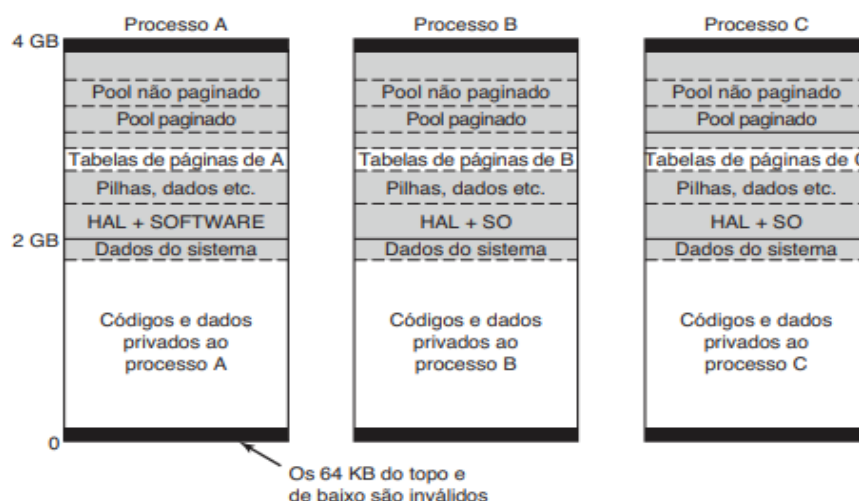 Processo A
Processo B
Processo C
4 GB
Pool não paginado
Pool não paginado
Pool não paginado
Pool paginado
Pool paginado
Pool paginado
Tabelas de páginas de A
Tabelas de páginas de B
Tabelas de páginas de C
Pilhas, dados etc.
Pilhas, dados etc.
Pilhas, dados etc.
HAL + SOFTWARE
HAL + SO
HAL + SO
2 GB
Dados do sistema
Dados do sistema
Dados do sistema
Códigos e dados
privados ao
processo A
Códigos e dados
privados ao
processo B
Códigos e dados
privados ao
processo C
0
Os 64 KB do topo e
de baixo são inválidos